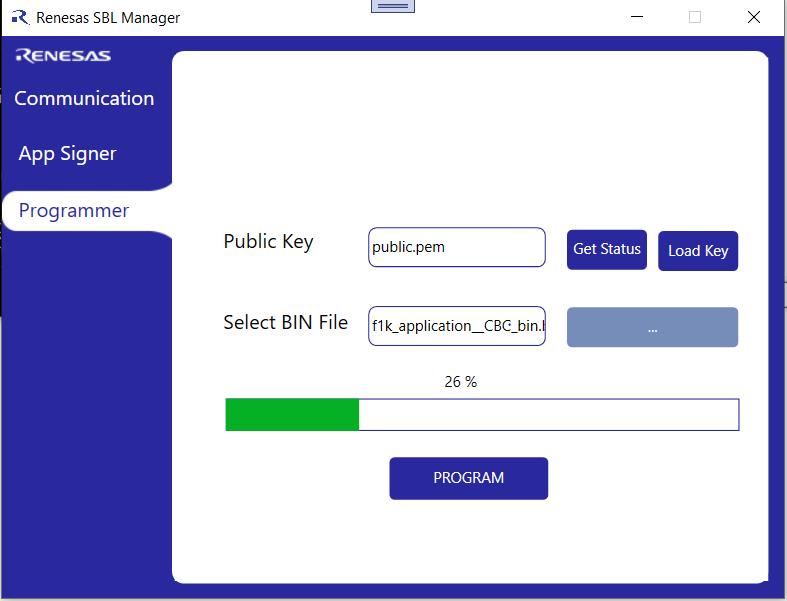 Renesas SBL Manager
RENESAS
Communication
App Signer
Programmer
Public Key
public.pem
Get Status
Load Key
Select BIN File
f1k_application__CBG_bin.b
...
26 %
PROGRAM